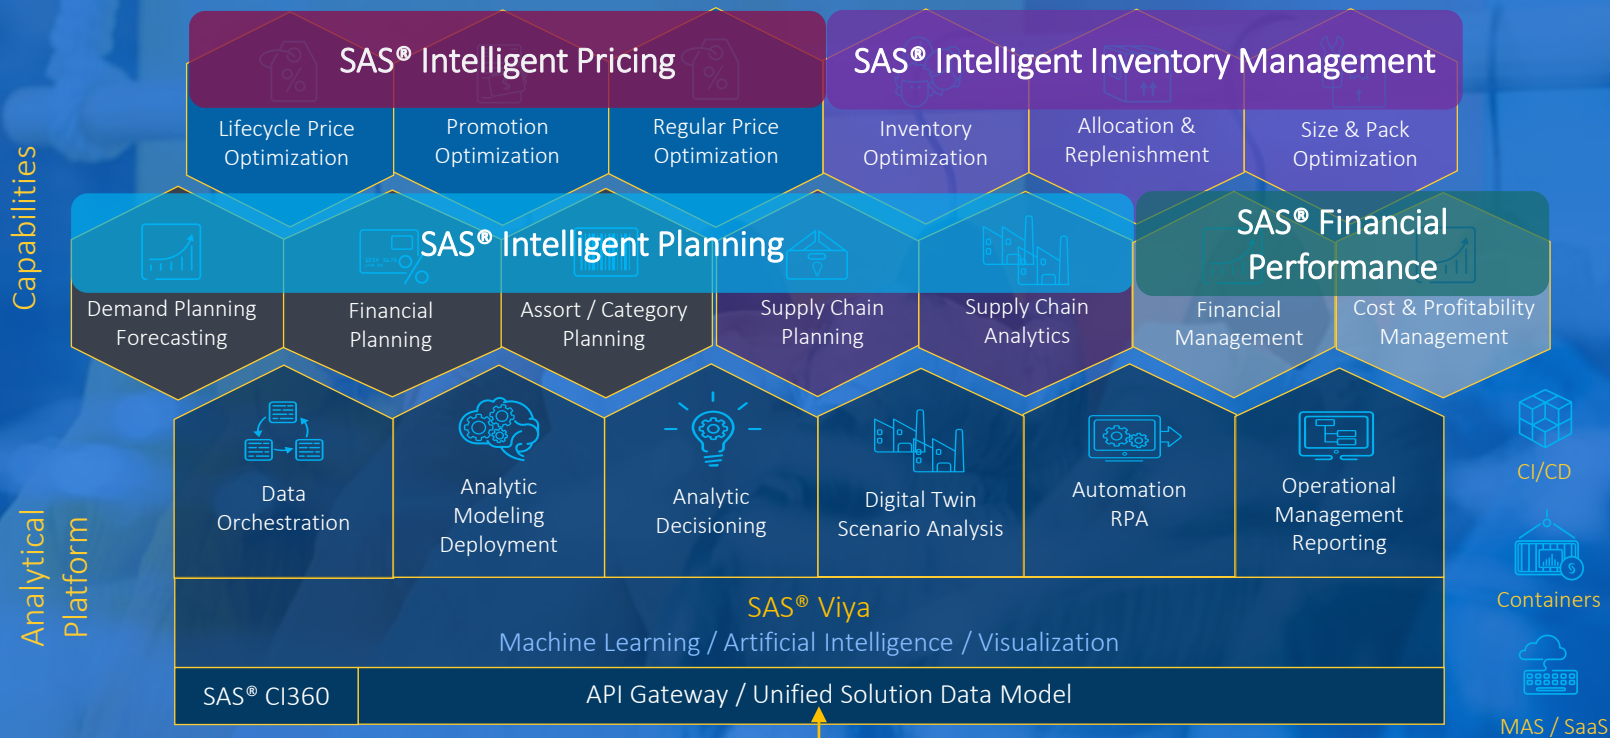 SAS® Intelligent Pricing
SAS® Intelligent Inventory Management
Lifecycle Price
Optimization
Promotion
Optimization
Regular Price
Optimization
Inventory
Optimization
Allocation &
Replenishment
Size & Pack
Optimization
Capabilities
SAS® Intelligent Planning
SAS® Financial
Performance
Demand Planning
Forecasting
Financial
Planning
Assort / Category
Planning
Supply Chain
Planning
Supply Chain
Analytics
Financial
Management
Cost & Profitability
Management
Analytical
Platform
Data
Orchestration
Analytic
Modeling
Deployment
Analytic
Decisioning
Digital Twin
Scenario Analysis
Automation
RPA
Operational
Management
Reporting
CI/CD
Containers
MAS / SaaS
SAS® Viya
Machine Learning / Artificial Intelligence / Visualization
SAS® CI360
API Gateway / Unified Solution Data Model